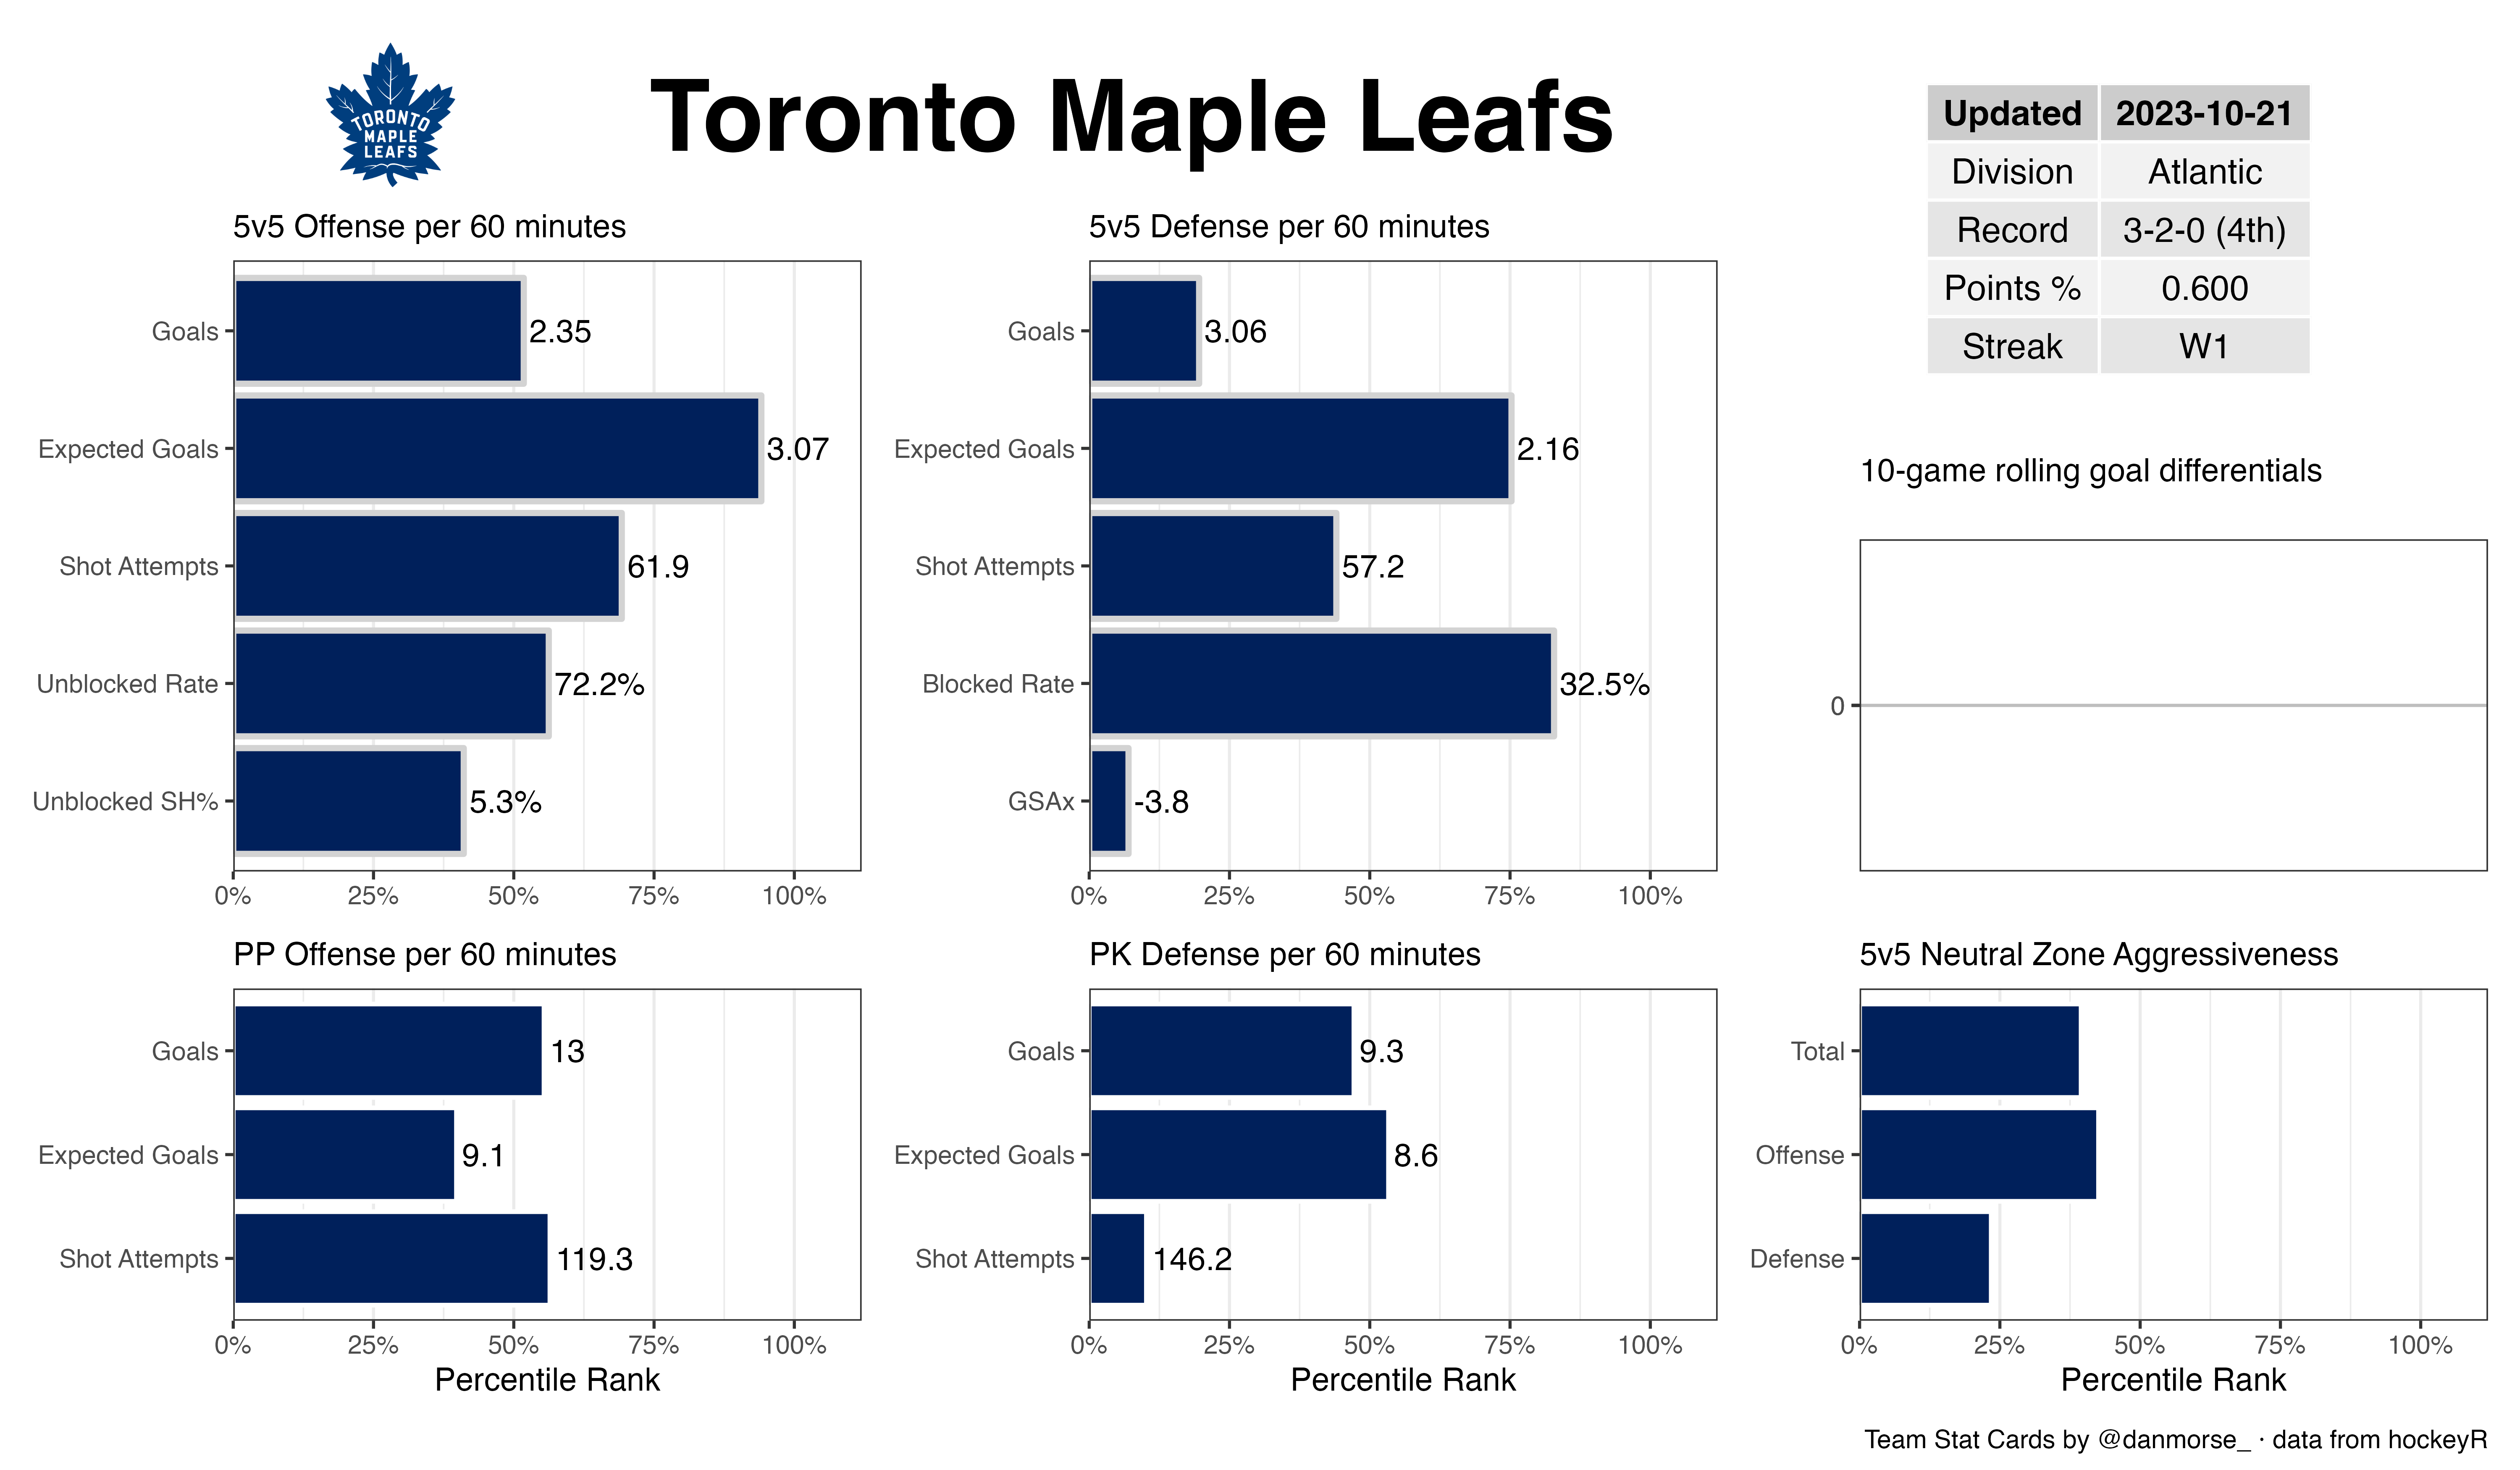 TORONTO
MAPLE
LEAFS
Toronto Maple Leafs
Updated 2023-10-21
Division Atlantic
Record 3-2-0 (4th)
Points % 0.600
Streak W1
5v5 Offense per 60 minutes
Goals 2.35
Expected Goals 3.07
Shot Attempts 61.9
Unblocked Rate 72.2%
Unblocked SH% 5.3%
0% 25% 50% 75% 100%
5v5 Defense per 60 minutes
Goals 3.06
Expected Goals 2.16
Shot Attempts 57.2
Blocked Rate 32.5%
GSAx -3.8
0% 25% 50% 75% 100%
10-game rolling goal differentials
0
PP Offense per 60 minutes
Goals 13
Expected Goals 9.1
Shot Attempts 119.3
0% 25% 50% 75% 100%
Percentile Rank
PK Defense per 60 minutes
Goals 9.3
Expected Goals 8.6
Shot Attempts 146.2
0% 25% 50% 75% 100%
Percentile Rank
5v5 Neutral Zone Aggressiveness
Total
Offense
Defense
0% 25% 50% 75% 100%
Percentile Rank
Team Stat Cards by @danmorse_ · data from hockeyR